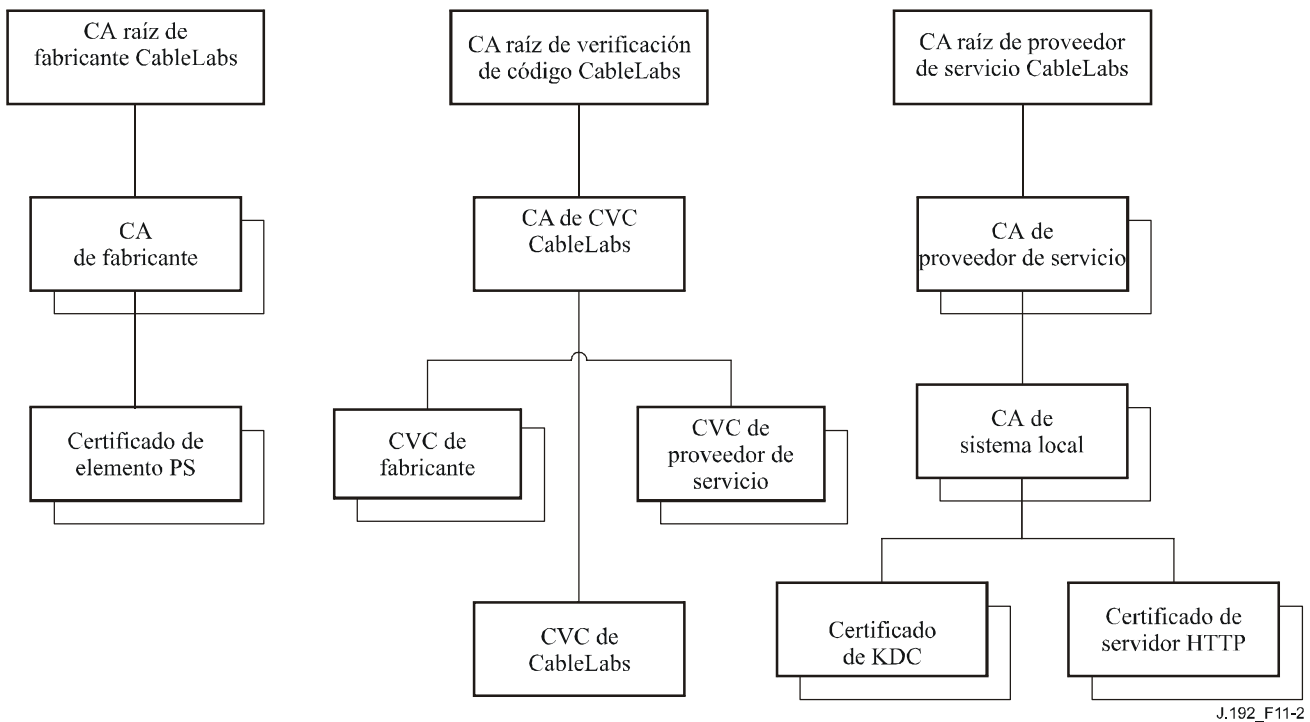 CA raíz de
fabricante CableLabs
CA raíz de verificación
de código CableLabs
CA raíz de proveedor
de servicio CableLabs
CA
de fabricante
CA de CVC
CableLabs
CA de
proveedor de servicio
Certificado de
elemento PS
CVC de
fabricante
CVC de
proveedor de
servicio
CA de
sistema local
CVC de
CableLabs
Certificado
de KDC
Certificado de
servidor HTTP
J.192_F11-2